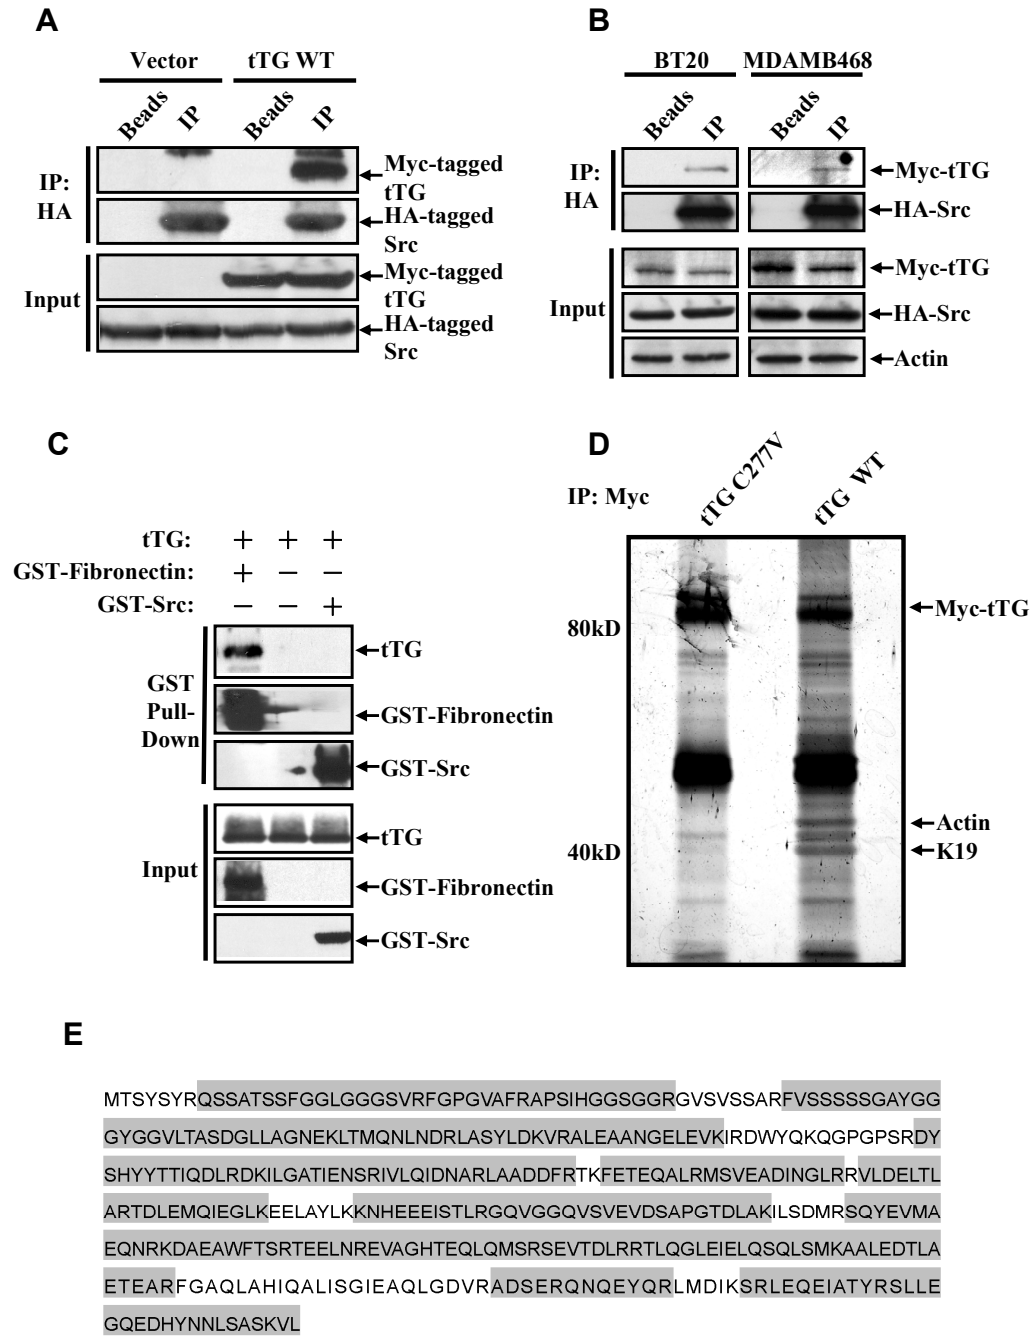 A
Vector
tTG WT
Beads
IP
Beads
IP
IP:
HA
Myc-tagged
tTG
HA-tagged
Src
Input
Myc-tagged
tTG
HA-tagged
Src
B
BT20
MDAMB468
Beads
IP
Beads
IP
IP:
HA
Myc-tTG
HA-Src
Input
Myc-tTG
HA-Src
Actin
C
tTG: + + +
GST-Fibronectin: + − −
GST-Src: − − +
GST
Pull-
Down
tTG
GST-Fibronectin
GST-Src
Input
tTG
GST-Fibronectin
GST-Src
D
IP: Myc
tTG C277V
tTG WT
80kD
Myc-tTG
Actin
40kD
K19
E
MTSYSYRQSSATSSFGGLGGGSVRFGPGVAFRAPSIHGGSGGRGVSVSSARFVSSSSSGAYGG
GYGGVLTASDGLLAGNEKLTMQNLNDRLASYLDKVRALEAANGELEVKIRDWYQKQGPGPSRDY
SHYYTTIQDLRDKILGATIENSRIVLQIDNARLAADDFRTKFETEQALRMSVEADINGLRRVLDELTL
ARTDLEMQIEGLKEELAYLKKNHEEEISTLRGQVGGQVSVEVDSAPGTDLAKILSDMRSQYEVMA
EQNRKDAEAWFTSRTEELNREVAGHTEQLQMSRSEVTDLRRTLQGLEIELQSQLSMKAALEDTLA
ETEARFGAQLAHIQALISGIEAQLGDVRADSERQNQEYQRLMDIKSRLEQEIATYRSLLE
GQEDHYNNLSASKVL